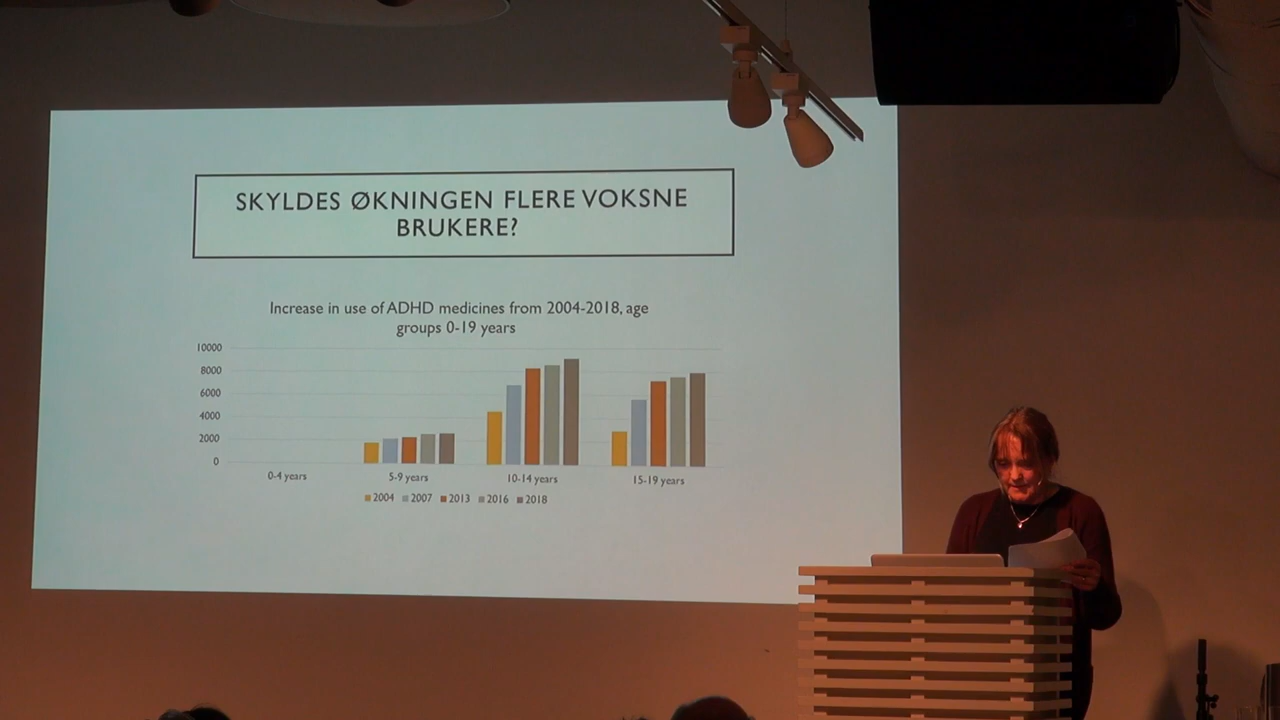 SKYLDES ØKNINGEN FLERE VOKSNE
BRUKERE?
Increase in use of ADHD medicines from 2004-2018, age
groups 0-19 years
10000
8000
6000
4000
2000
0
0-4 years 5-9 years 10-14 years 15-19 years
2004 2007 2013 2016 2018